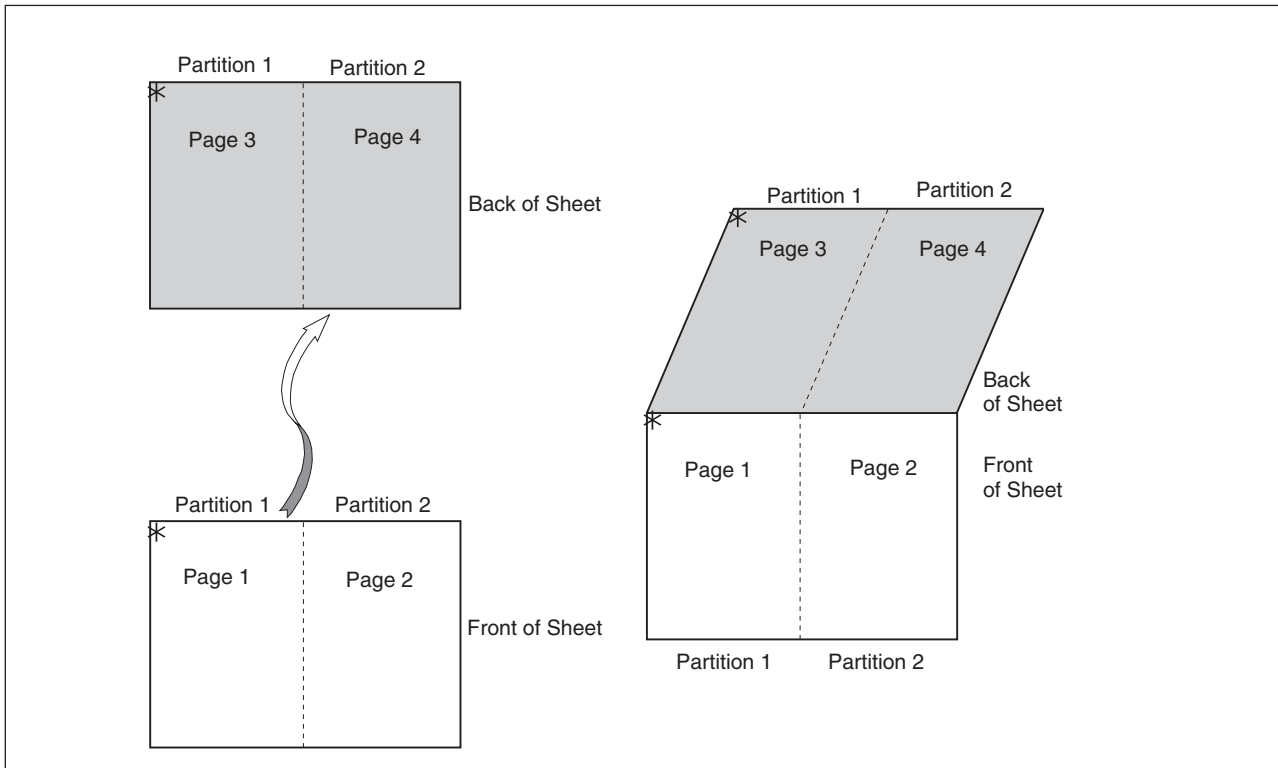 Partition 1 Partition 2
*
Page 3 Page 4
Back of Sheet
Partition 1 Partition 2
*
Page 1 Page 2
Front of Sheet
Partition 1 Partition 2
*
Page 3 Page 4
Back
of Sheet
*
Page 1 Page 2
Front
of Sheet
Partition 1 Partition 2